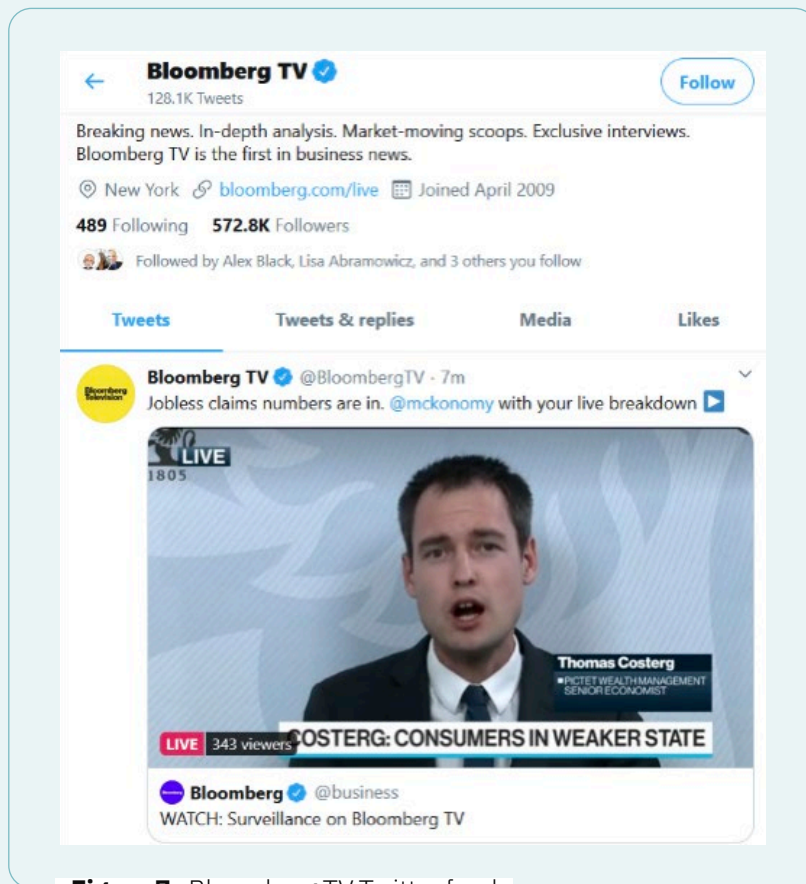 Bloomberg TV
128.1K Tweets
Follow
Breaking news. In-depth analysis. Market-moving scoops. Exclusive interviews.
Bloomberg TV is the first in business news.
New York bloomberg.com/live Joined April 2009
489 Following 572.8K Followers
Followed by Alex Black, Lisa Abramowicz, and 3 others you follow
Tweets Tweets & replies Media Likes
Bloomberg Television
Bloomberg TV @BloombergTV · 7m
Jobless claims numbers are in. @mckonomy with your live breakdown
LIVE
1805
Thomas Costerg
PICTET WEALTH MANAGEMENT
SENIOR ECONOMIST
LIVE 343 viewers
COSTERG: CONSUMERS IN WEAKER STATE
Bloomberg @business
WATCH: Surveillance on Bloomberg TV